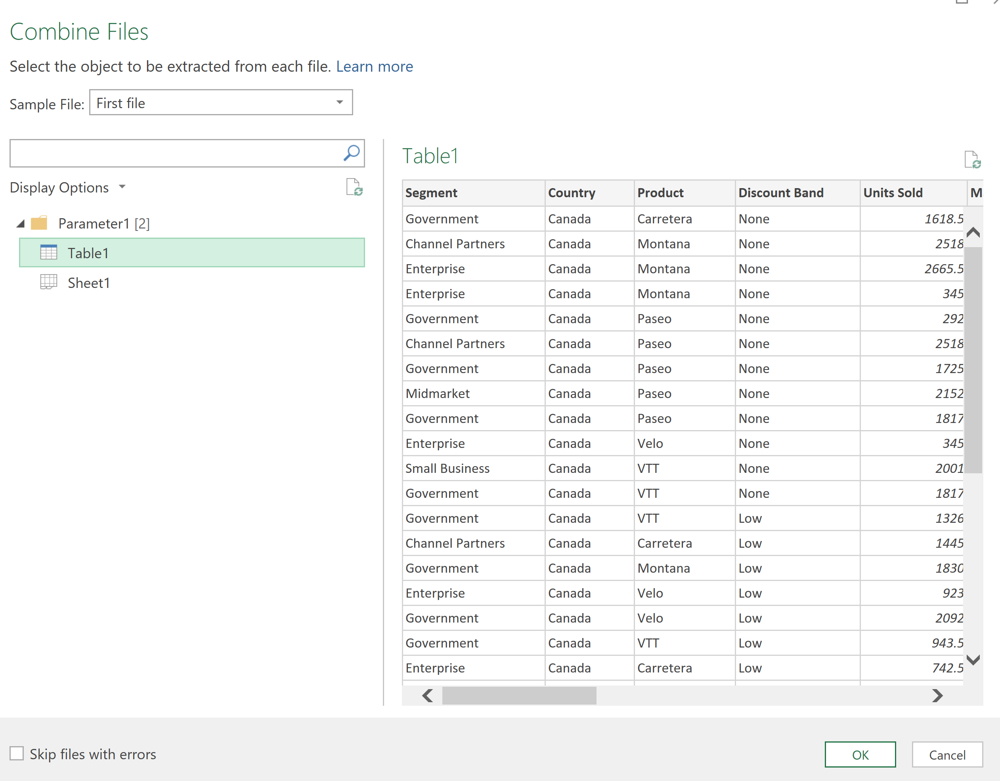 Combine Files
Select the object to be extracted from each file. Learn more
Sample File: First file
Display Options
Parameter1 [2]
Table1
Sheet1
Table1
Segment Country Product Discount Band Units Sold M
Government Canada Carretera None 1618.5
Channel Partners Canada Montana None 2518
Enterprise Canada Montana None 2665.5
Enterprise Canada Montana None 345
Government Canada Paseo None 292
Channel Partners Canada Paseo None 2518
Government Canada Paseo None 1725
Midmarket Canada Paseo None 2152
Government Canada Paseo None 1817
Enterprise Canada Velo None 345
Small Business Canada VTT None 2001
Government Canada VTT None 1817
Government Canada VTT Low 1326
Channel Partners Canada Carretera Low 1445
Government Canada Montana Low 1830
Enterprise Canada Velo Low 923
Government Canada Velo Low 2092
Government Canada VTT Low 943.5
Enterprise Canada Carretera Low 742.5
Skip files with errors
OK Cancel